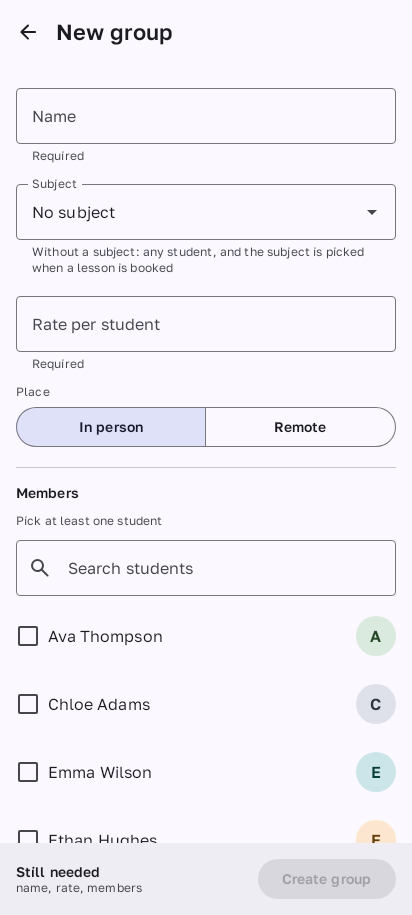 New group
Name
Required
Subject
No subject
Without a subject: any student, and the subject is picked
when a lesson is booked
Rate per student
Required
Place
In person
Remote
Members
Pick at least one student
Search students
Ava Thompson
A
Chloe Adams
C
Emma Wilson
E
Ethan Hughes
E
Still needed
name, rate, members
Create group